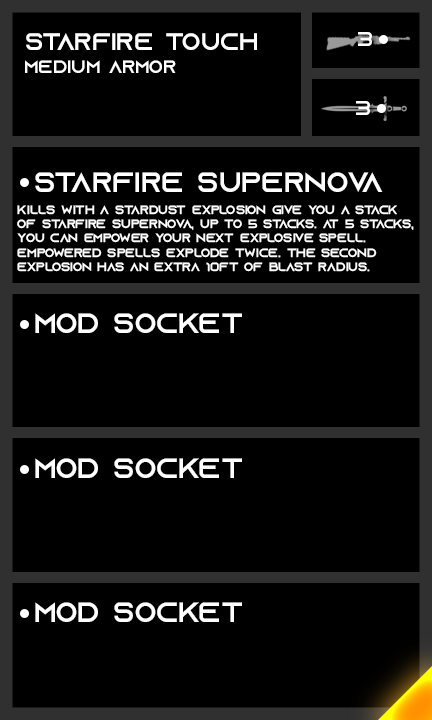 STARFIRE TOUCH
MEDIUM ARMOR
3
3
•STARFIRE SUPERNOVA
KILLS WITH A STARDUST EXPLOSION GIVE YOU A STACK
OF STARFIRE SUPERNOVA, UP TO 5 STACKS. AT 5 STACKS,
YOU CAN EMPOWER YOUR NEXT EXPLOSIVE SPELL.
EMPOWERED SPELLS EXPLODE TWICE. THE SECOND
EXPLOSION HAS AN EXTRA 10FT OF BLAST RADIUS.
•MOD SOCKET
•MOD SOCKET
•MOD SOCKET